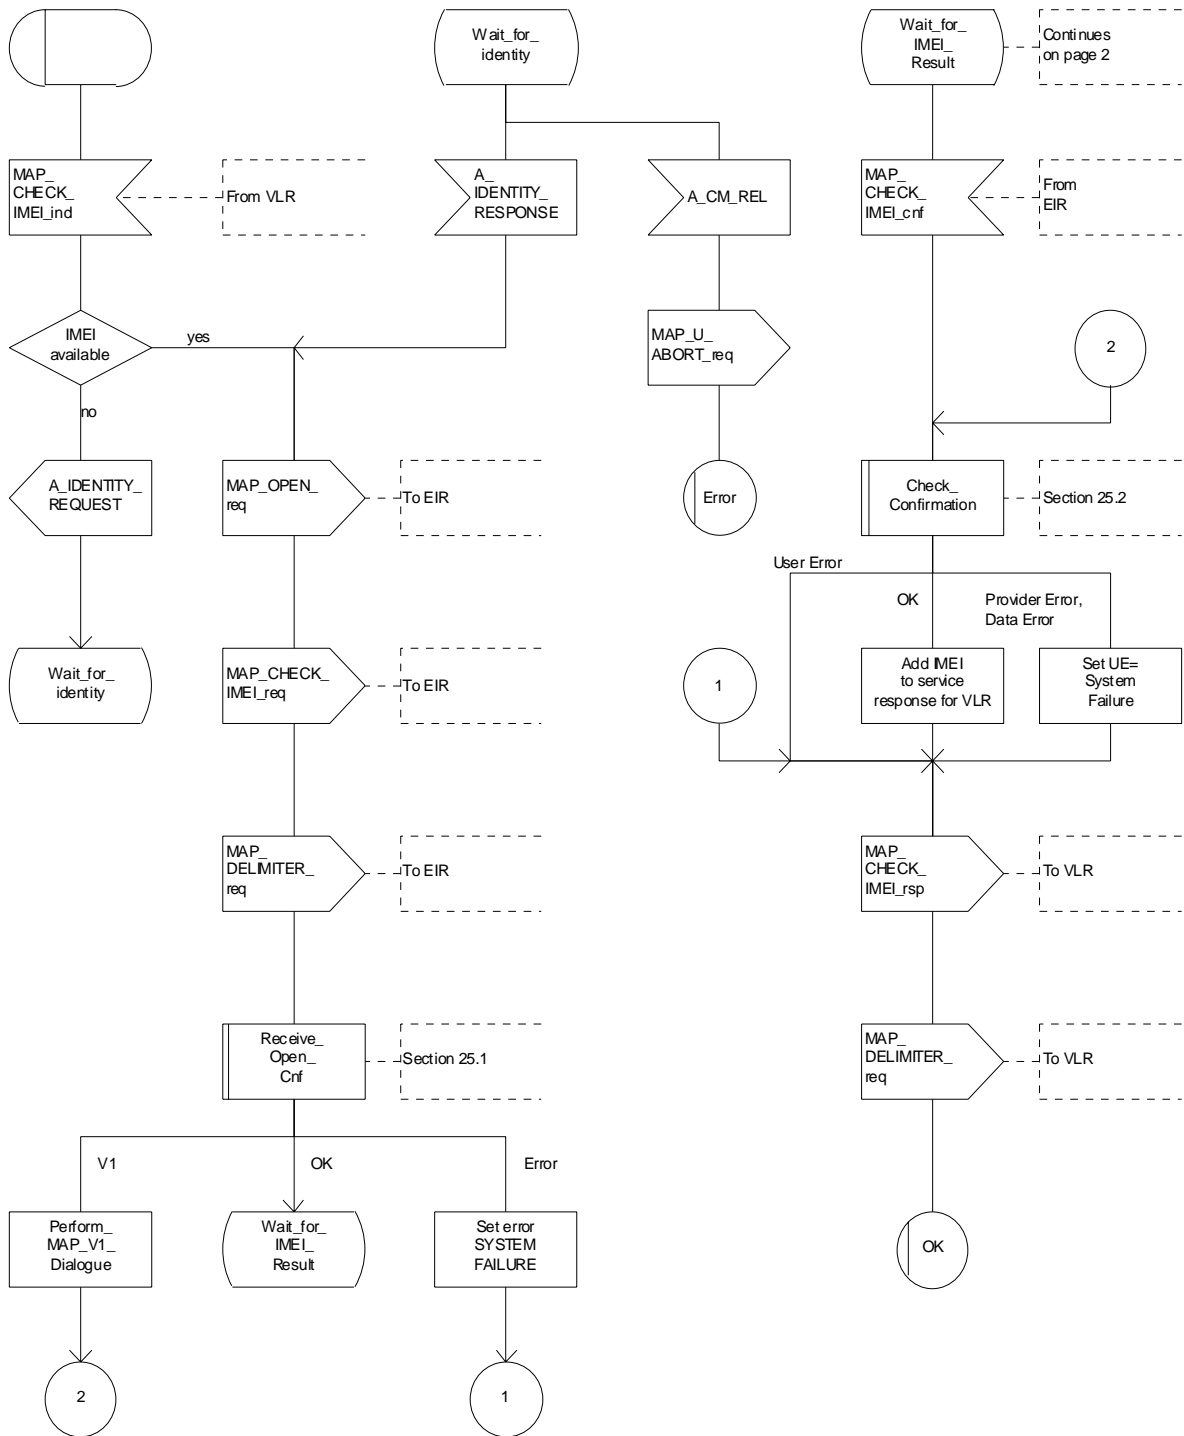 Wait_for_
identity
Wait_for_
IMEI_
Result
Continues
on page 2
MAP_
CHECK_
IMEI_ind
From VLR
A_
IDENTITY_
RESPONSE
A_CM_REL
MAP_
CHECK_
IMEI_cnf
From
EIR
IMEI
available
yes
no
MAP_U_
ABORT_req
2
A_IDENTITY_
REQUEST
MAP_OPEN_
req
To EIR
Error
Check_
Confirmation
Section 25.2
User Error
OK
Provider Error,
Data Error
Wait_for_
identity
MAP_CHECK_
IMEI_req
To EIR
1
Add IMEI
to service
response for VLR
Set UE=
System
Failure
MAP_
DELIMITER_
req
To EIR
MAP_
CHECK_
IMEI_rsp
To VLR
Receive_
Open_
Cnf
Section 25.1
MAP_
DELIMITER_
req
To VLR
V1
OK
Error
Perform_
MAP_V1_
Dialogue
Wait_for_
IMEI_
Result
Set error
SYSTEM
FAILURE
OK
2
1